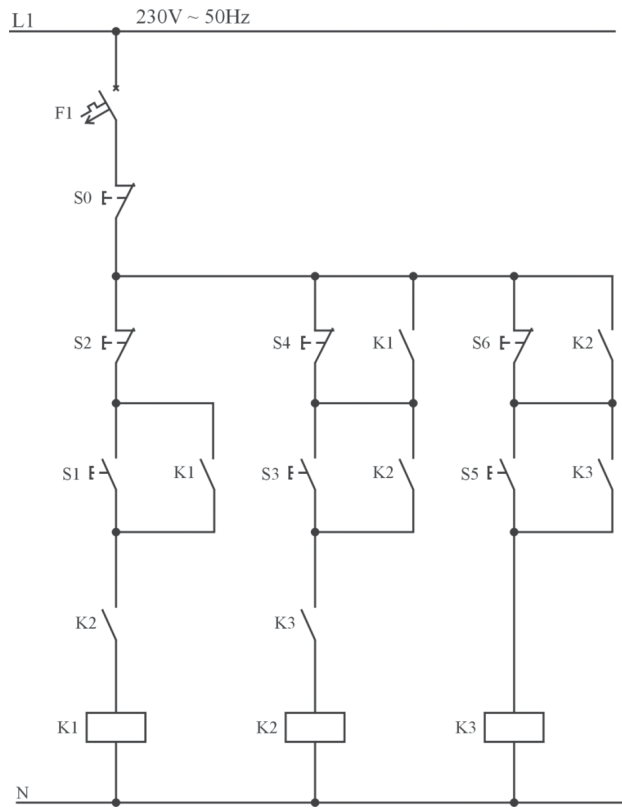 L1 230V ~ 50Hz
F1
S0
S2 S4 K1 S6 K2
S1 K1 S3 K2 S5 K3
K2 K3
K1 K2 K3
N